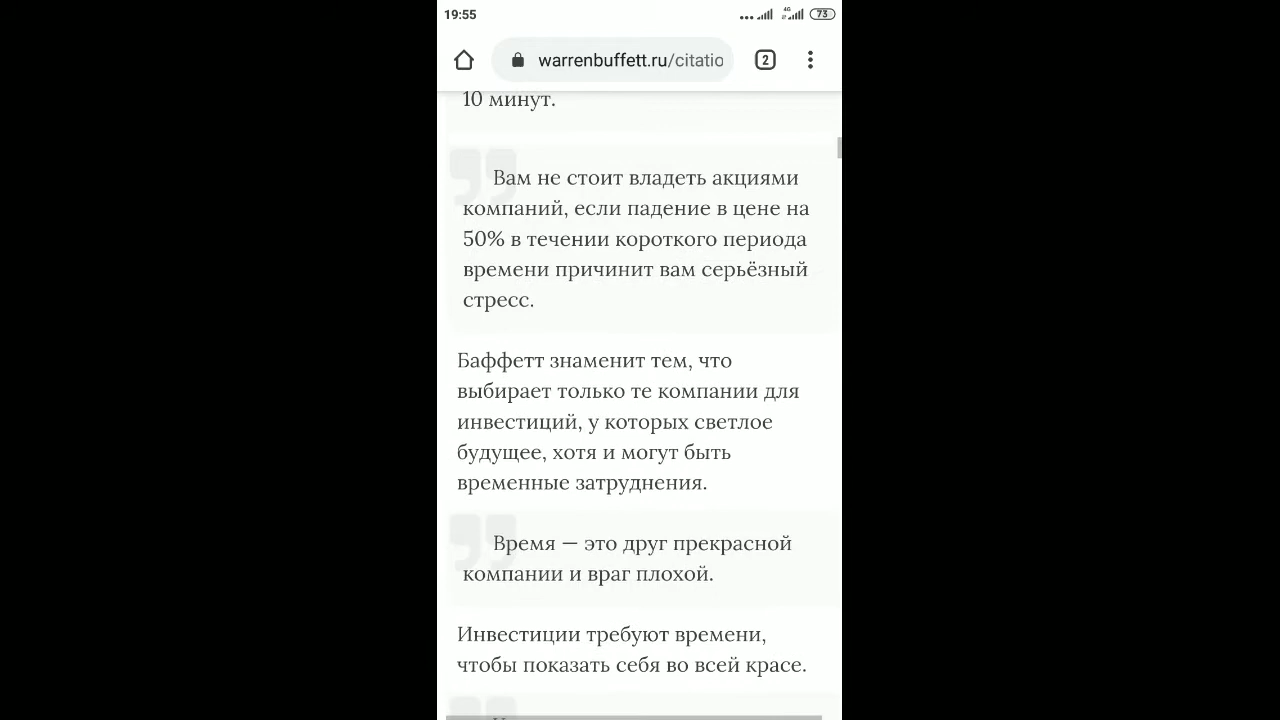 19:55
4G
73
warrenbuffett.ru/citatio
2
10 минут.
Вам не стоит владеть акциями
компаний, если падение в цене на
50% в течении короткого периода
времени причинит вам серьёзный
стресс.
Баффетт знаменит тем, что
выбирает только те компании для
инвестиций, у которых светлое
будущее, хотя и могут быть
временные затруднения.
Время — это друг прекрасной
компании и враг плохой.
Инвестиции требуют времени,
чтобы показать себя во всей красе.